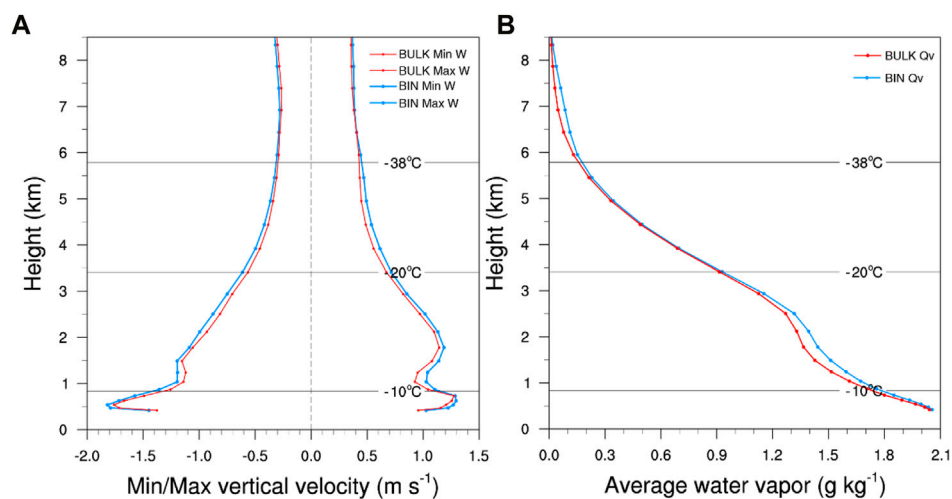 A
8
7
6
5
4
3
2
1
0
Height (km)
BULK Min W
BULK Max W
BIN Min W
BIN Max W
-38°C
-20°C
-10°C
-2.0 -1.5 -1.0 -0.5 0.0 0.5 1.0 1.5
Min/Max vertical velocity (m s⁻¹)
B
8
7
6
5
4
3
2
1
0
Height (km)
BULK Qv
BIN Qv
-38°C
-20°C
-10°C
0.0 0.3 0.6 0.9 1.2 1.5 1.8 2.1
Average water vapor (g kg⁻¹)